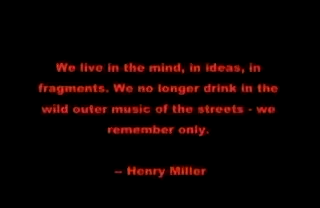 We live in the mind, in ideas, in
fragments. We no longer drink in the
wild outer music of the streets - we
remember only.
-- Henry Miller